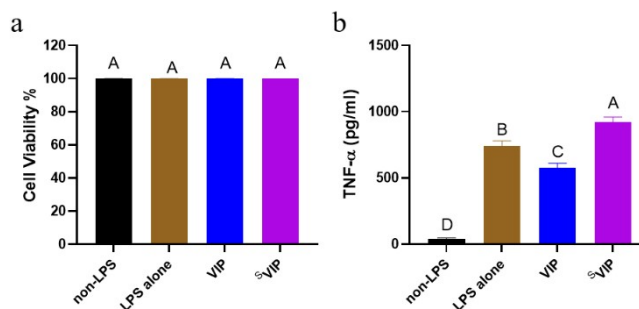 a
Cell Viability %
120
100
80
60
40
20
0
A
A
A
A
non-LPS
LPS alone
VIP
ˢVIP
b
TNF-α (pg/ml)
1500
1000
500
0
D
B
C
A
non-LPS
LPS alone
VIP
ˢVIP